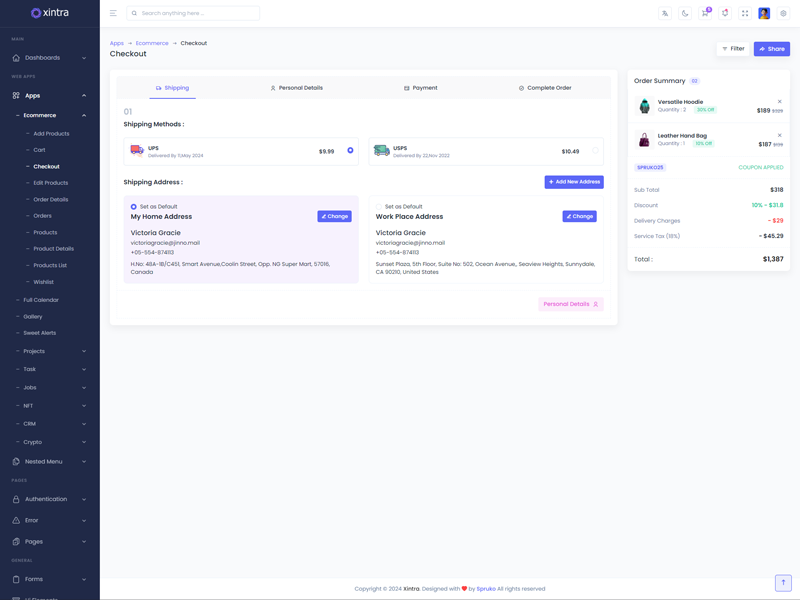 xintra
Search anything here ...
5
MAIN
Dashboards
WEB APPS
Apps
Ecommerce
Add Products
Cart
Checkout
Edit Products
Order Details
Orders
Products
Product Details
Products List
Wishlist
Full Calendar
Gallery
Sweet Alerts
Projects
Task
Jobs
NFT
CRM
Crypto
Nested Menu
PAGES
Authentication
Error
Pages
GENERAL
Forms
UI Elements
Apps → Ecommerce → Checkout
Checkout
Filter
Share
Shipping
Personal Details
Payment
Complete Order
01
Shipping Methods :
UPS
Delivered By 11,May 2024
$9.99
USPS
Delivered By 22,Nov 2022
$10.49
Shipping Address :
+ Add New Address
Set as Default
My Home Address
Change
Victoria Gracie
victoriagracie@jinno.mail
+05-554-874113
H.No: 48A-1B/C451, Smart Avenue,Coolin Street, Opp. NG Super Mart, 57016,
Canada
Set as Default
Work Place Address
Change
Victoria Gracie
victoriagracie@jinno.mail
+05-554-874113
Sunset Plaza, 5th Floor, Suite No: 502, Ocean Avenue,, Seaview Heights, Sunnydale,
CA 90210, United States
Personal Details
Order Summary 02
Versatile Hoodie
Quantity : 2
$189
Leather Hand Bag
Quantity : 1 10% Off
$187
SPRUKO25
COUPON APPLIED
Sub Total
$318
Discount
10% - $31.8
Delivery Charges
- $29
Service Tax (18%)
- $45.29
Total :
$1,387
Copyright © 2024 Xintra. Designed with ❤ by Spruko All rights reserved